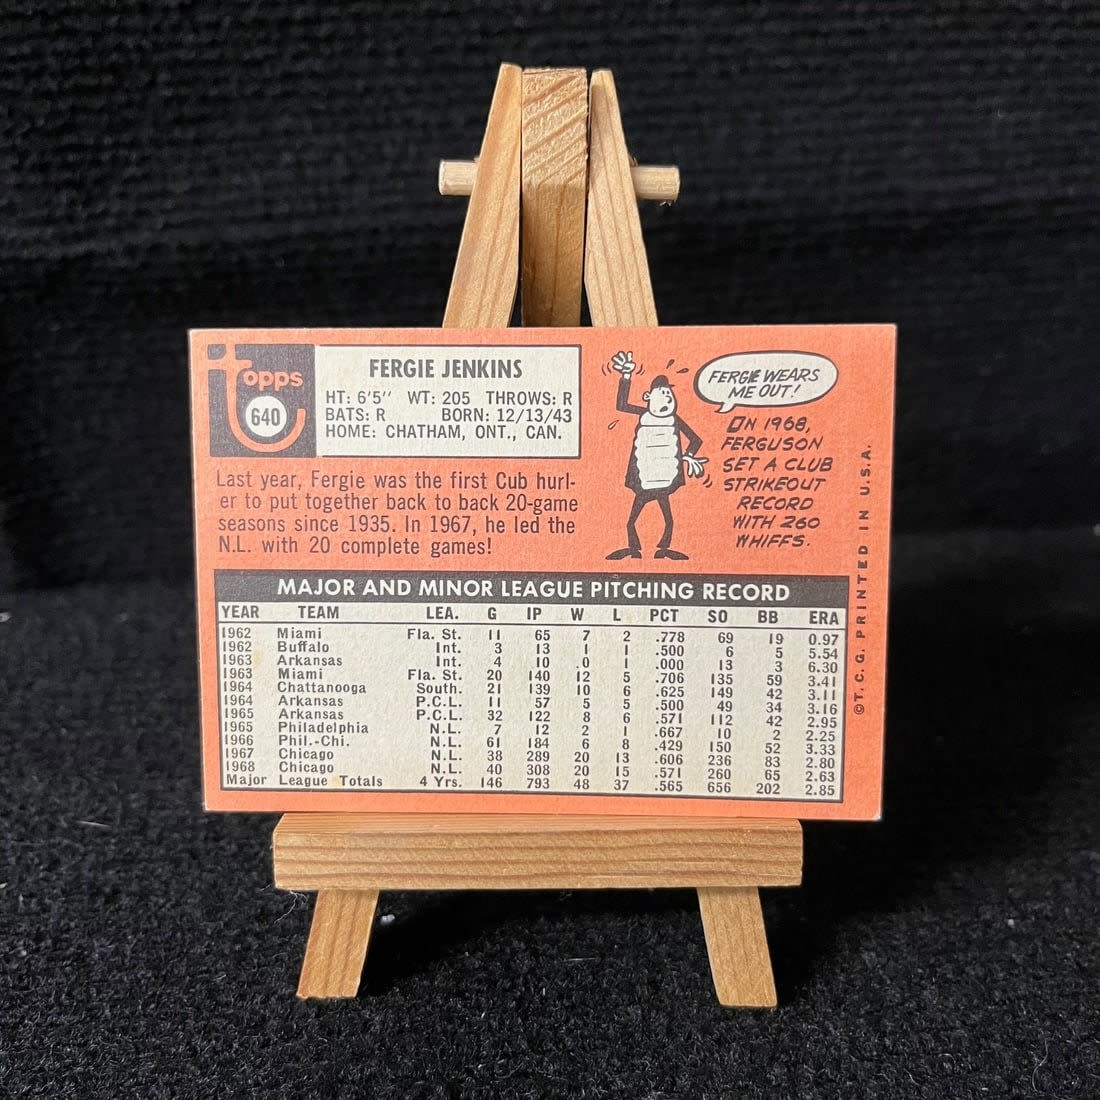 topps
640
FERGIE JENKINS
HT: 6'5" WT: 205 THROWS: R
BATS: R BORN: 12/13/43
HOME: CHATHAM, ONT., CAN.
Last year, Fergie was the first Cub hurl-
er to put together back to back 20-game
seasons since 1935. In 1967, he led the
N.L. with 20 complete games!
FERGIE WEARS
ME OUT!
IN 1968,
FERGUSON
SET A CLUB
STRIKEOUT
RECORD
WITH 260
WHIFFS.
MAJOR AND MINOR LEAGUE PITCHING RECORD
YEAR TEAM LEA. G IP W L PCT SO BB ERA
1962 Miami Fla. St. 11 65 7 2 .778 69 19 0.97
1962 Buffalo Int. 3 13 1 1 .500 6 5 5.54
1963 Arkansas Int. 4 10 .0 1 .000 13 3 6.30
1963 Miami Fla. St. 20 140 12 5 .706 135 59 3.41
1964 Chattanooga South. 21 139 10 6 .625 149 42 3.11
1964 Arkansas P.C.L. 11 57 5 5 .500 49 34 3.16
1965 Arkansas P.C.L. 32 122 8 6 .571 112 42 2.95
1965 Philadelphia N.L. 7 12 2 1 .667 10 2 2.25
1966 Phil.-Chi. N.L. 61 184 6 8 .429 150 52 3.33
1967 Chicago N.L. 38 289 20 13 .606 236 83 2.80
1968 Chicago N.L. 40 308 20 15 .571 260 65 2.63
Major League Totals 4 Yrs. 146 793 48 37 .565 656 202 2.85
©T.C.G. PRINTED IN U.S.A.